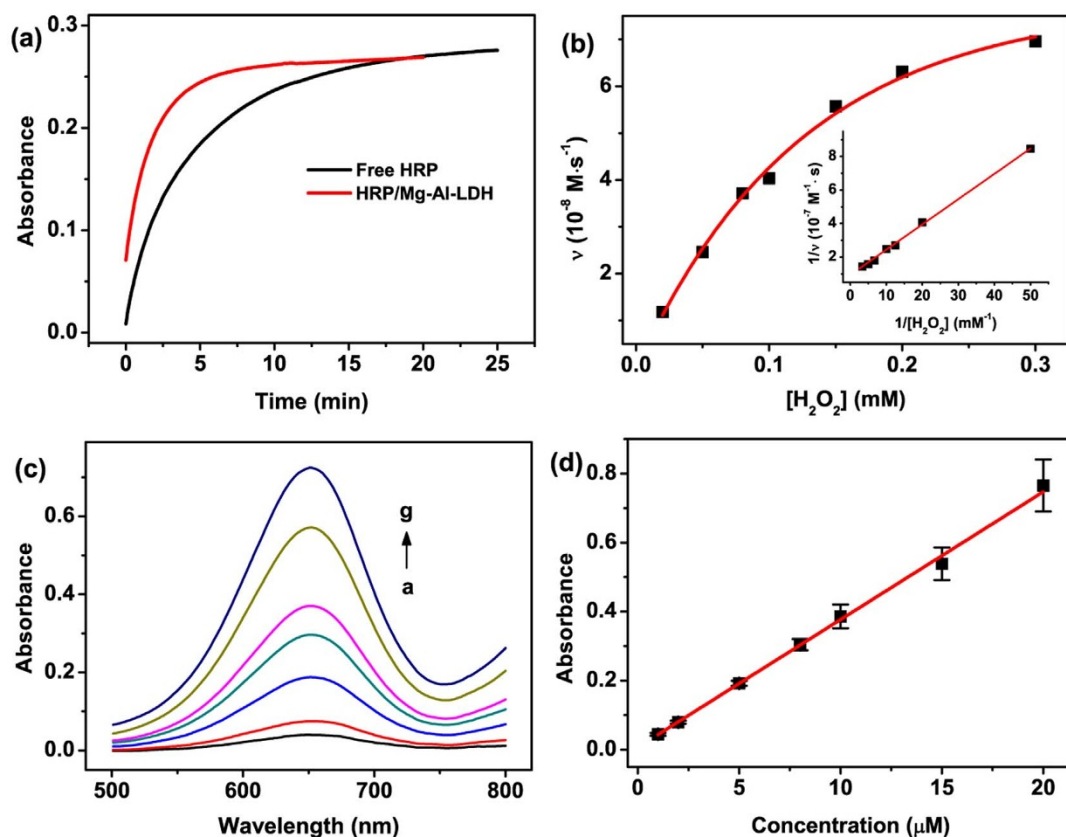 (a)
0.3
0.2
0.1
0.0
Absorbance
Free HRP
HRP/Mg-Al-LDH
0 5 10 15 20 25
Time (min)
(b)
6
4
2
ν (10⁻⁸ M·s⁻¹)
0.0 0.1 0.2 0.3
[H₂O₂] (mM)
8
6
4
2
1/ν (10⁻⁷ M⁻¹· s)
0 10 20 30 40 50
1/[H₂O₂] (mM⁻¹)
(c)
0.6
0.4
0.2
0.0
Absorbance
g
a
500 600 700 800
Wavelength (nm)
(d)
0.8
0.6
0.4
0.2
0.0
Absorbance
0 5 10 15 20
Concentration (μM)